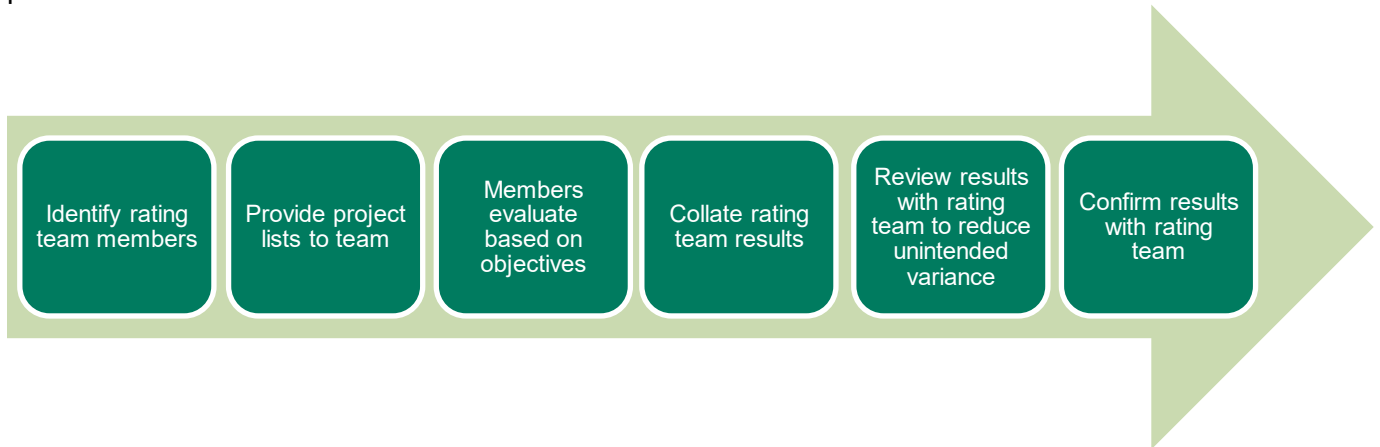 Identify rating
team members
Provide project
lists to team
Members
evaluate
based on
objectives
Collate rating
team results
Review results
with rating
team to reduce
unintended
variance
Confirm results
with rating
team